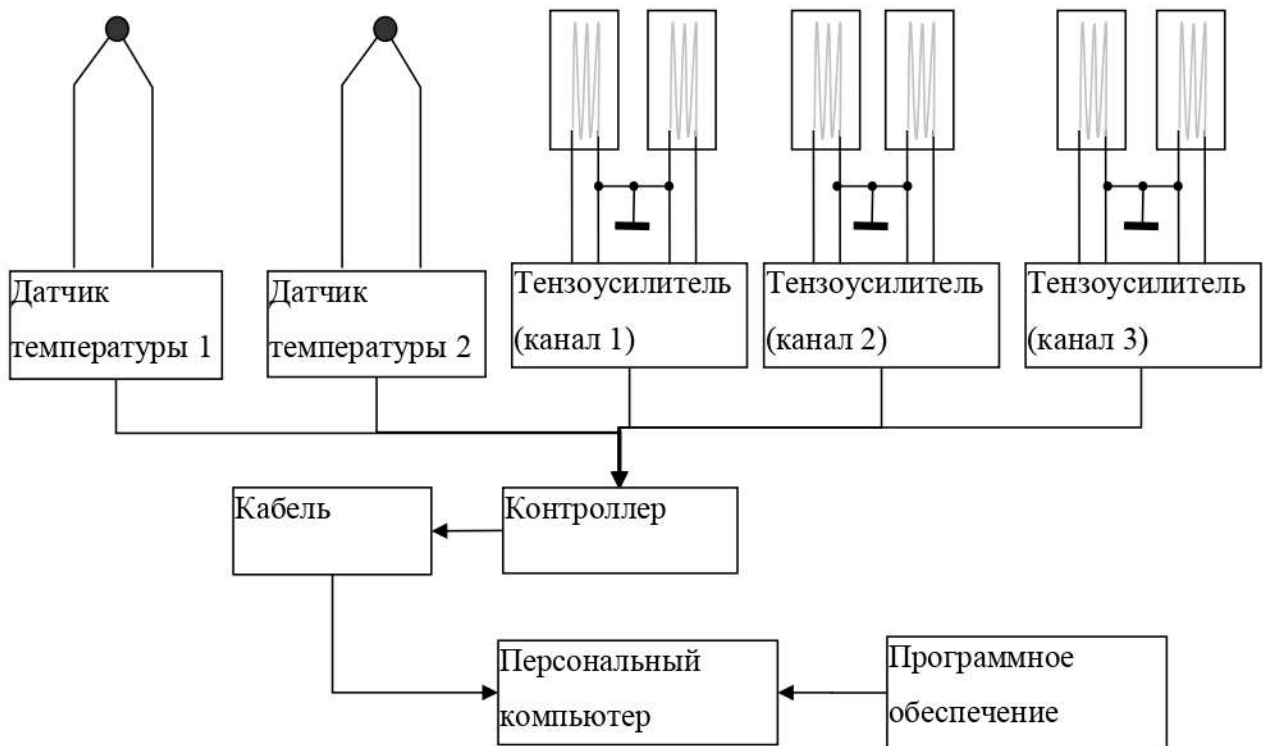 Датчик
температуры 1
Датчик
температуры 2
Тензоусилитель
(канал 1)
Тензоусилитель
(канал 2)
Тензоусилитель
(канал 3)
Кабель
Контроллер
Персональный
компьютер
Программное
обеспечение